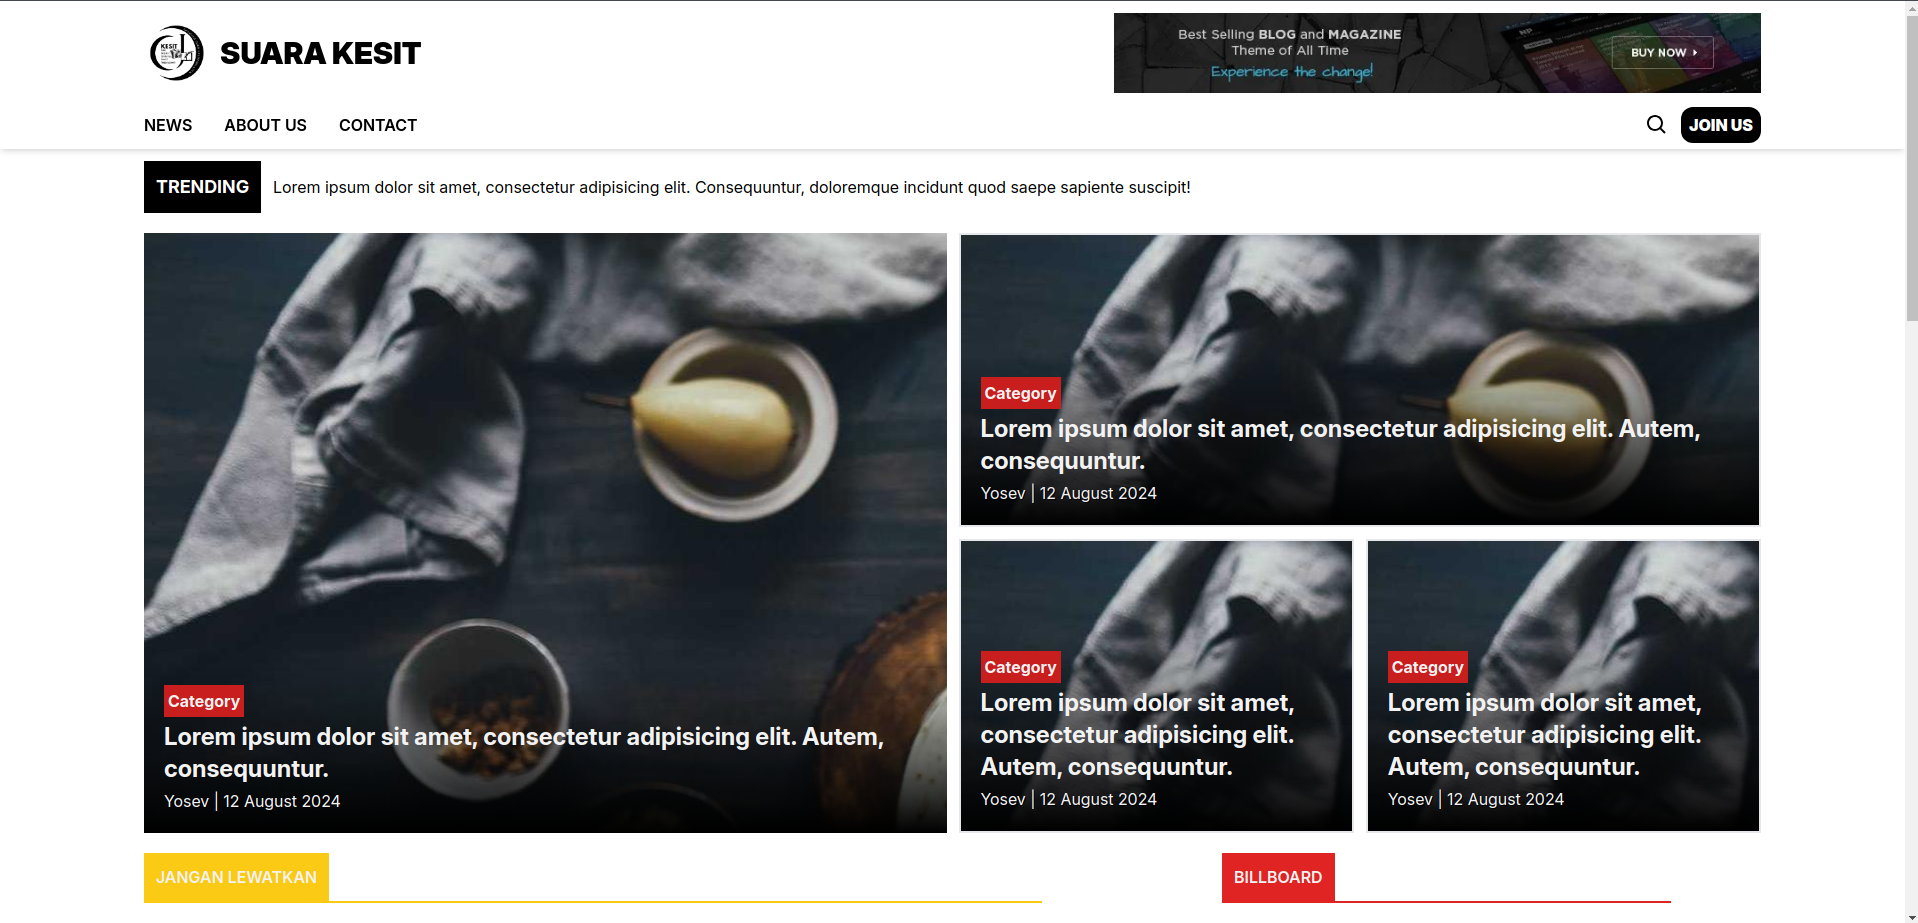 KESIT
SUARA KESIT
Best Selling BLOG and MAGAZINE
Theme of All Time
Experience the change!
BUY NOW
NEWS
ABOUT US
CONTACT
JOIN US
TRENDING
Lorem ipsum dolor sit amet, consectetur adipisicing elit. Consequuntur, doloremque incidunt quod saepe sapiente suscipit!
Category
Lorem ipsum dolor sit amet, consectetur adipisicing elit. Autem,
consequuntur.
Yosev | 12 August 2024
Category
Lorem ipsum dolor sit amet, consectetur adipisicing elit. Autem,
consequuntur.
Yosev | 12 August 2024
Category
Lorem ipsum dolor sit amet,
consectetur adipisicing elit.
Autem, consequuntur.
Yosev | 12 August 2024
Category
Lorem ipsum dolor sit amet,
consectetur adipisicing elit.
Autem, consequuntur.
Yosev | 12 August 2024
JANGAN LEWATKAN
BILLBOARD